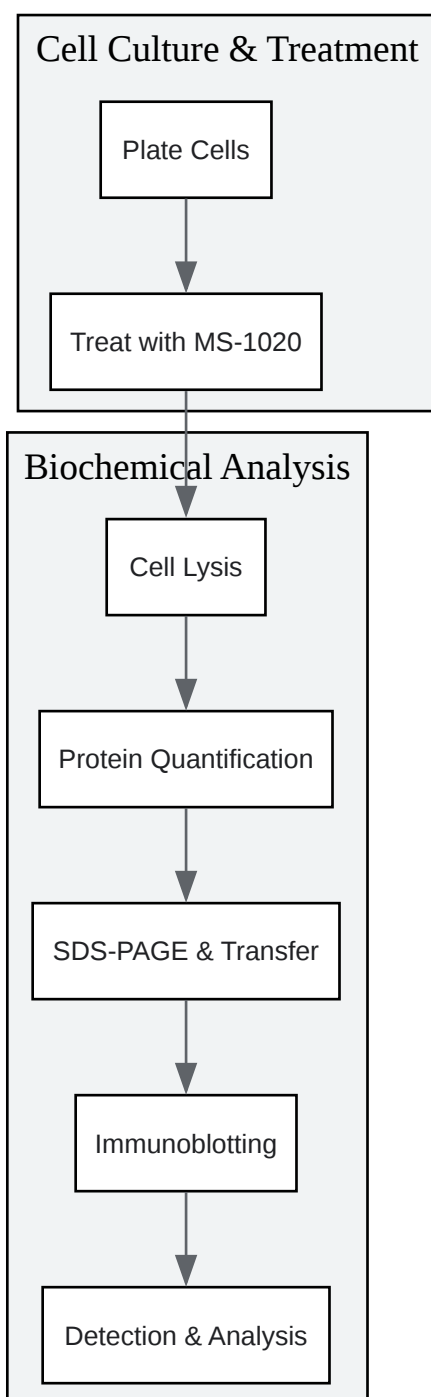 Cell Culture & Treatment
Plate Cells
Treat with MS-1020
Biochemical Analysis
Cell Lysis
Protein Quantification
SDS-PAGE & Transfer
Immunoblotting
Detection & Analysis